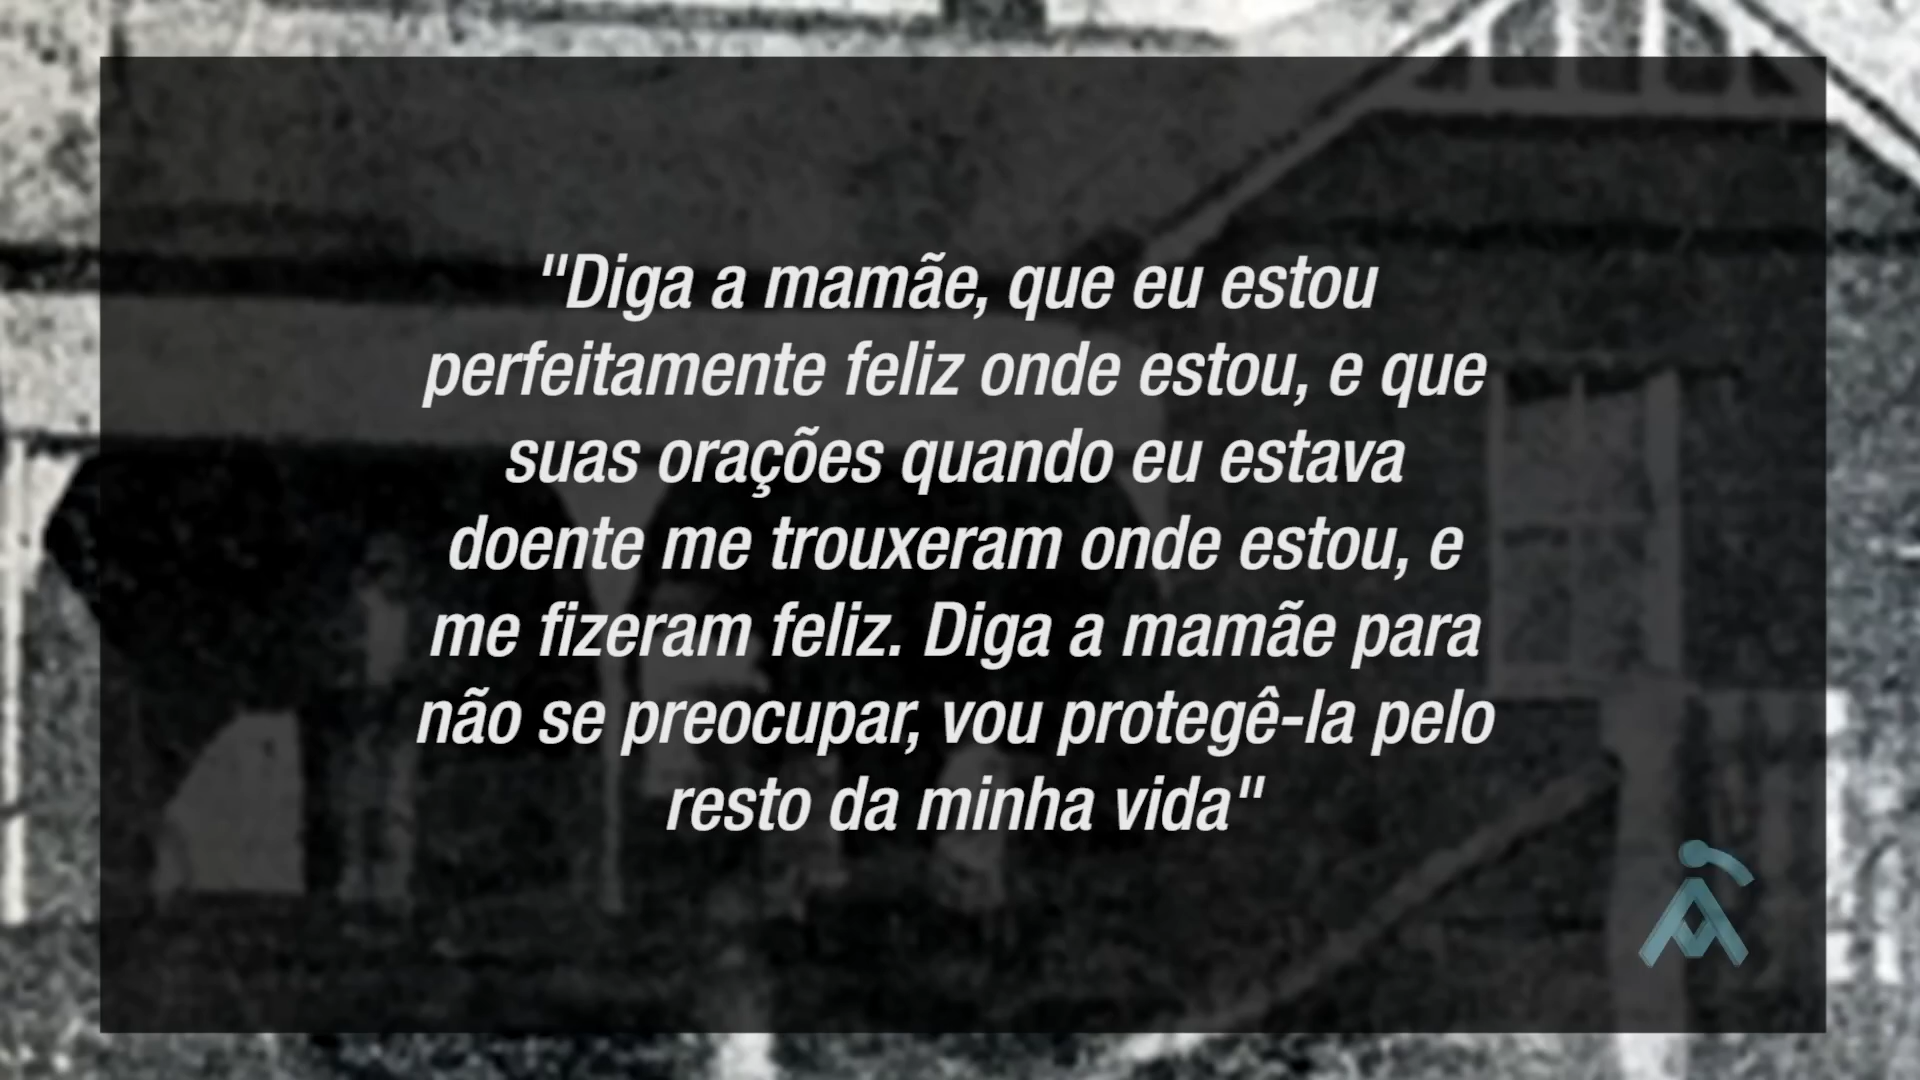 "Diga a mamãe, que eu estou
perfeitamente feliz onde estou, e que
suas orações quando eu estava
doente me trouxeram onde estou, e
me fizeram feliz. Diga a mamãe para
não se preocupar, vou protegê-la pelo
resto da minha vida"